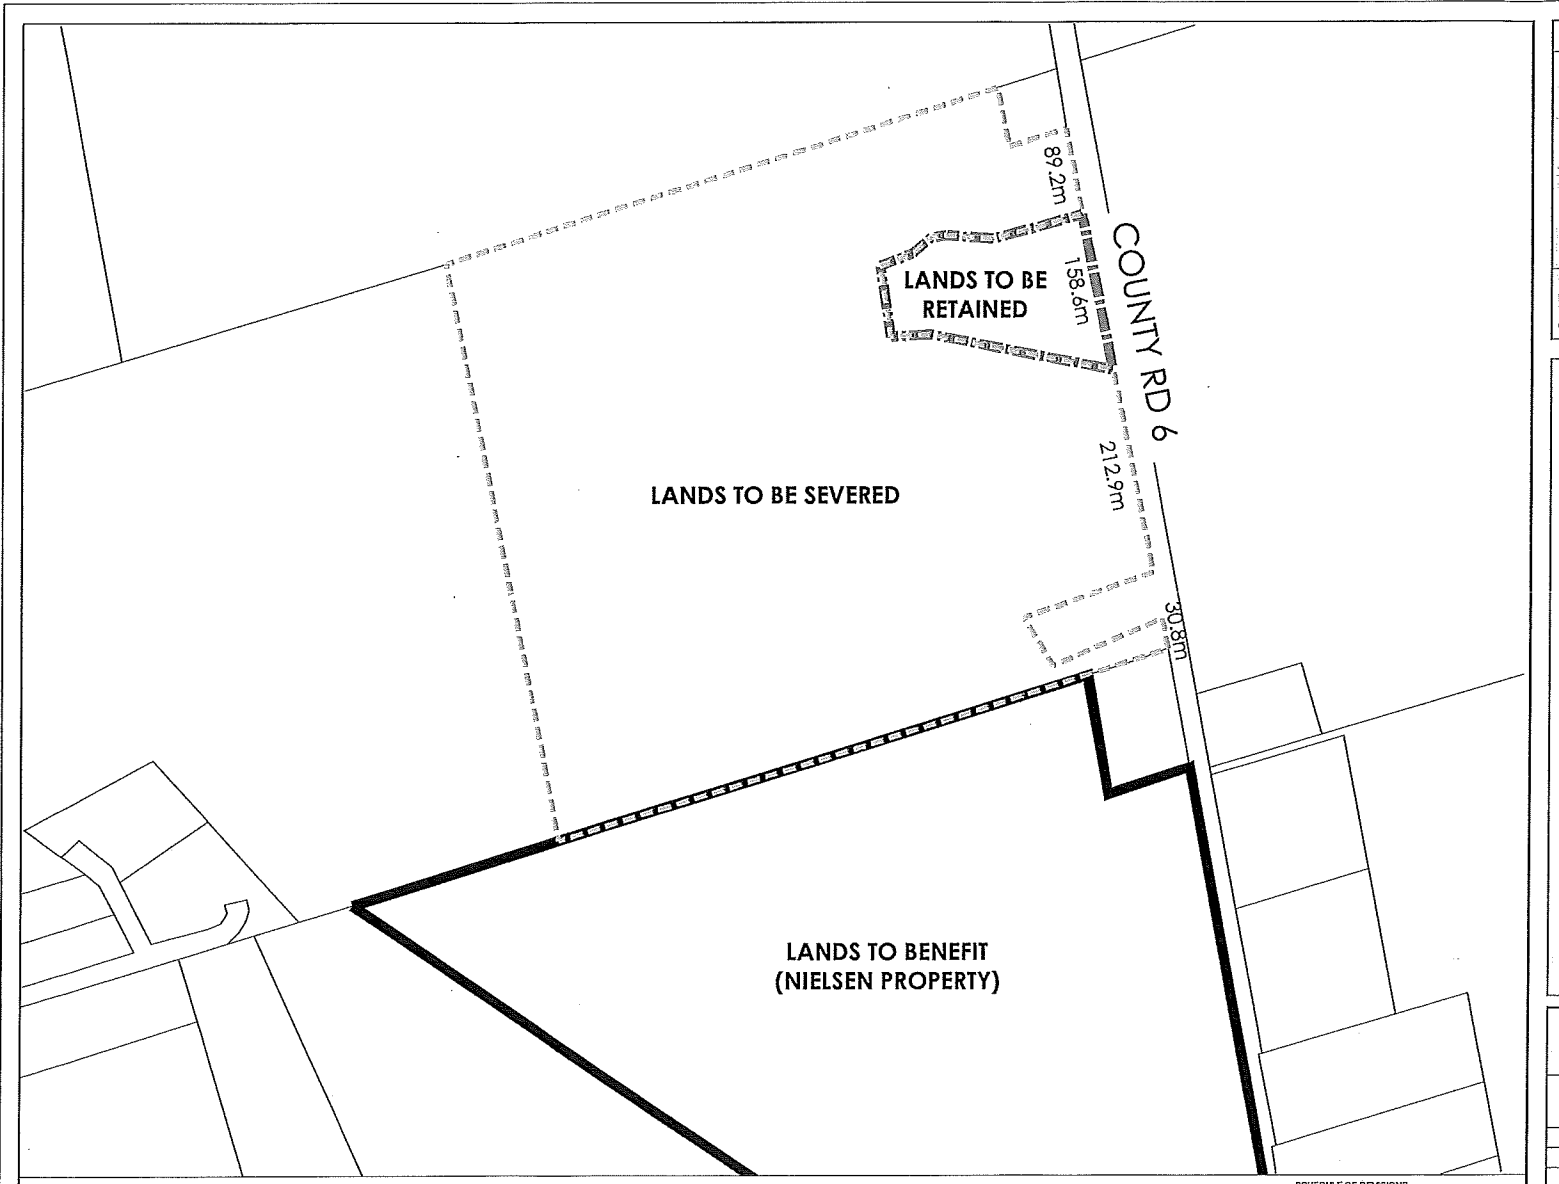 89.2m
COUNTY RD 6
LANDS TO BE
RETAINED
158.6m
212.9m
LANDS TO BE SEVERED
30.8m
LANDS TO BENEFIT
(NIELSEN PROPERTY)